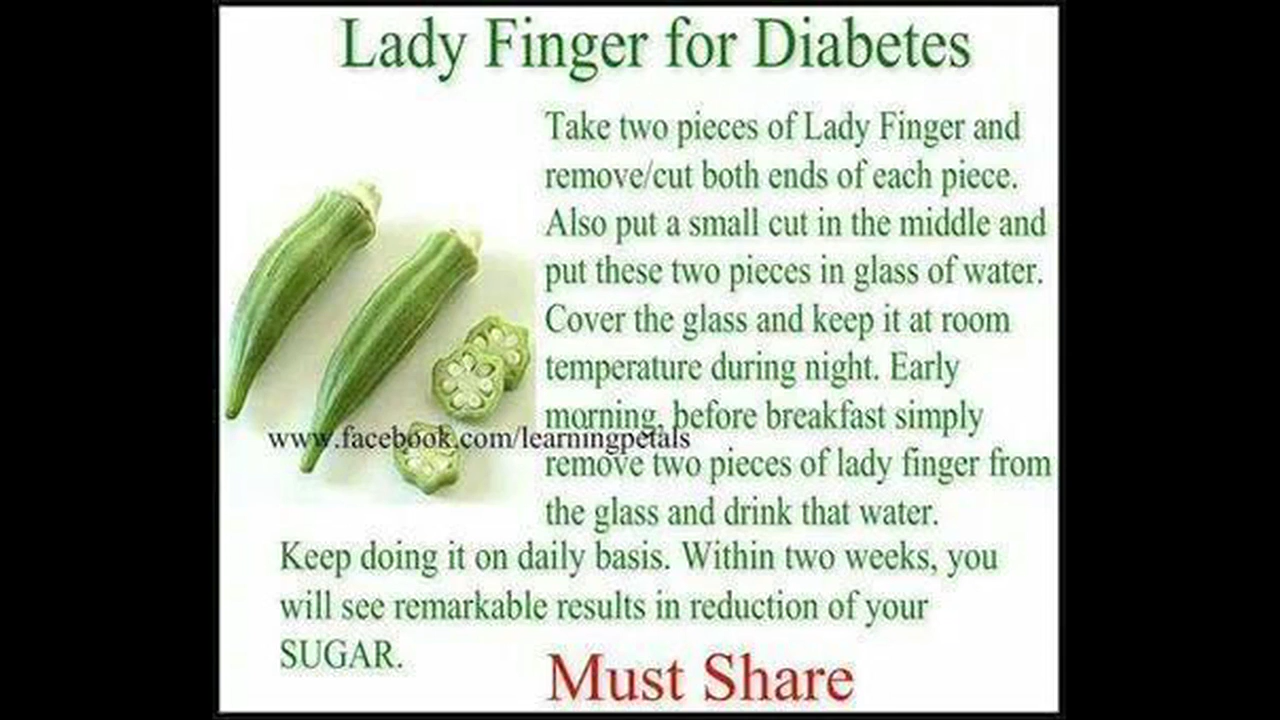 Lady Finger for Diabetes
Take two pieces of Lady Finger and
remove/cut both ends of each piece.
Also put a small cut in the middle and
put these two pieces in glass of water.
Cover the glass and keep it at room
temperature during night. Early
morning, before breakfast simply
www.facebook.com/learningpetals
remove two pieces of lady finger from
the glass and drink that water.
Keep doing it on daily basis. Within two weeks, you
will see remarkable results in reduction of your
SUGAR.
Must Share